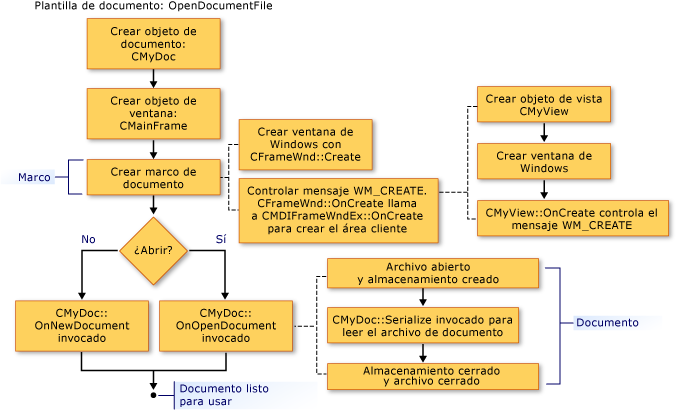 Plantilla de documento: OpenDocumentFile
Crear objeto de
documento:
CMyDoc
Crear objeto de
ventana:
CMainFrame
Marco
Crear marco de
documento
Crear ventana de
Windows con
CFrameWnd::Create
Controlar mensaje WM_CREATE.
CFrameWnd::OnCreate llama
a CMDIFrameWndEx::OnCreate
para crear el área cliente
Crear objeto de vista
CMyView
Crear ventana de
Windows
CMyView::OnCreate controla el
mensaje WM_CREATE
¿Abrir?
No
Sí
CMyDoc::
OnNewDocument
invocado
CMyDoc::
OnOpenDocument
invocado
Archivo abierto
y almacenamiento creado
CMyDoc::Serialize invocado para
leer el archivo de documento
Almacenamiento cerrado
y archivo cerrado
Documento
Documento listo
para usar